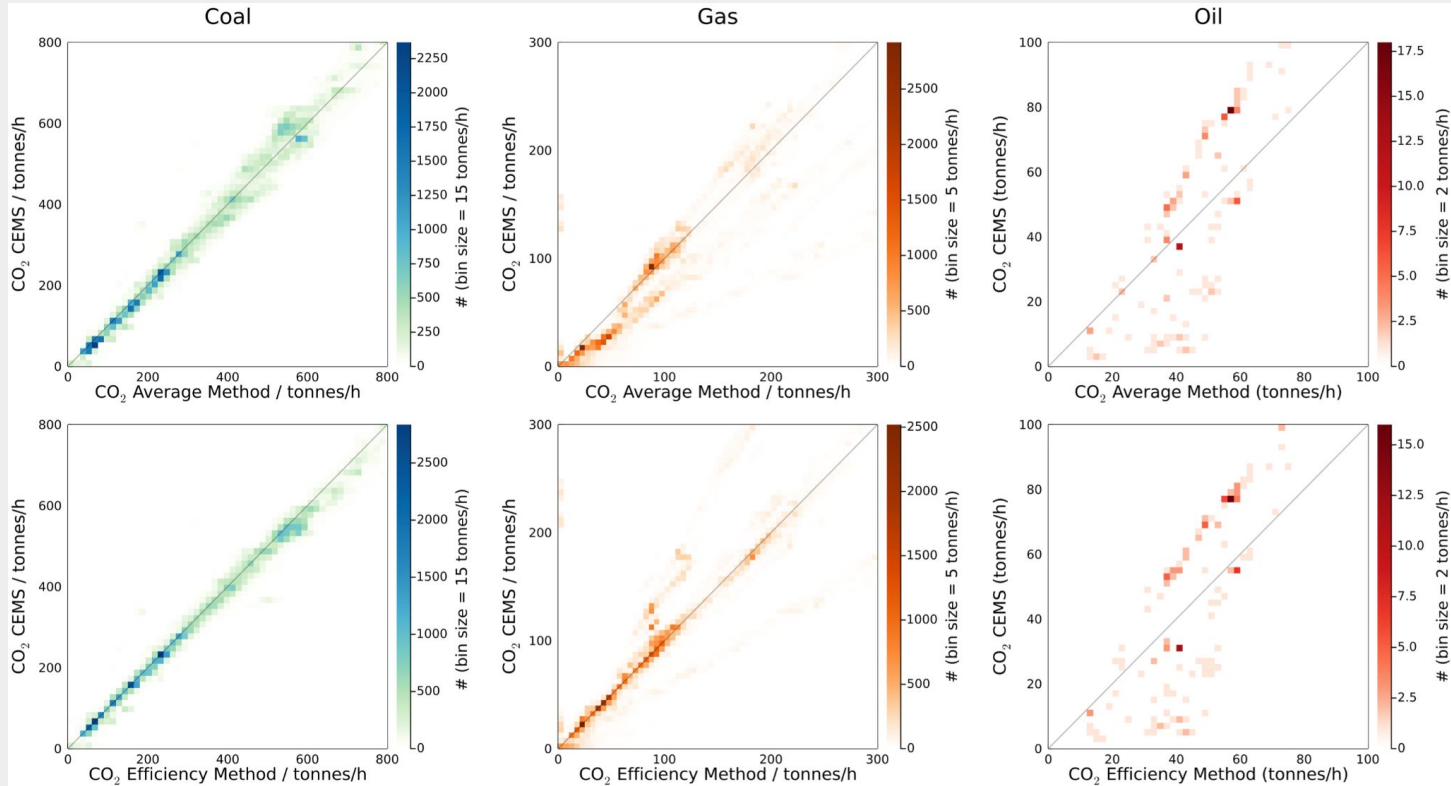 Coal
800
600
400
200
0
0 200 400 600 800
CO₂ CEMS / tonnes/h
CO₂ Average Method / tonnes/h
2250
2000
1750
1500
1250
1000
750
500
250
0
# (bin size = 15 tonnes/h)
Gas
300
200
100
0
0 100 200 300
CO₂ CEMS / tonnes/h
CO₂ Average Method / tonnes/h
2500
2000
1500
1000
500
0
# (bin size = 5 tonnes/h)
Oil
100
80
60
40
20
0
0 20 40 60 80 100
CO₂ CEMS (tonnes/h)
CO₂ Average Method (tonnes/h)
17.5
15.0
12.5
10.0
7.5
5.0
2.5
0
# (bin size = 2 tonnes/h)
800
600
400
200
0
0 200 400 600 800
CO₂ CEMS / tonnes/h
CO₂ Efficiency Method / tonnes/h
2500
2000
1500
1000
500
0
# (bin size = 15 tonnes/h)
300
200
100
0
0 100 200 300
CO₂ CEMS / tonnes/h
CO₂ Efficiency Method / tonnes/h
2500
2000
1500
1000
500
0
# (bin size = 5 tonnes/h)
100
80
60
40
20
0
0 20 40 60 80 100
CO₂ CEMS (tonnes/h)
CO₂ Efficiency Method (tonnes/h)
15.0
12.5
10.0
7.5
5.0
2.5
0
# (bin size = 2 tonnes/h)